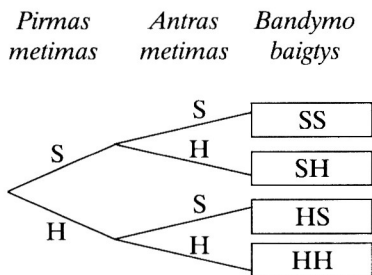 Pirmas metimas
Antras metimas
Bandymo baigtys
S
SS
S
H
SH
H
S
HS
H
HH